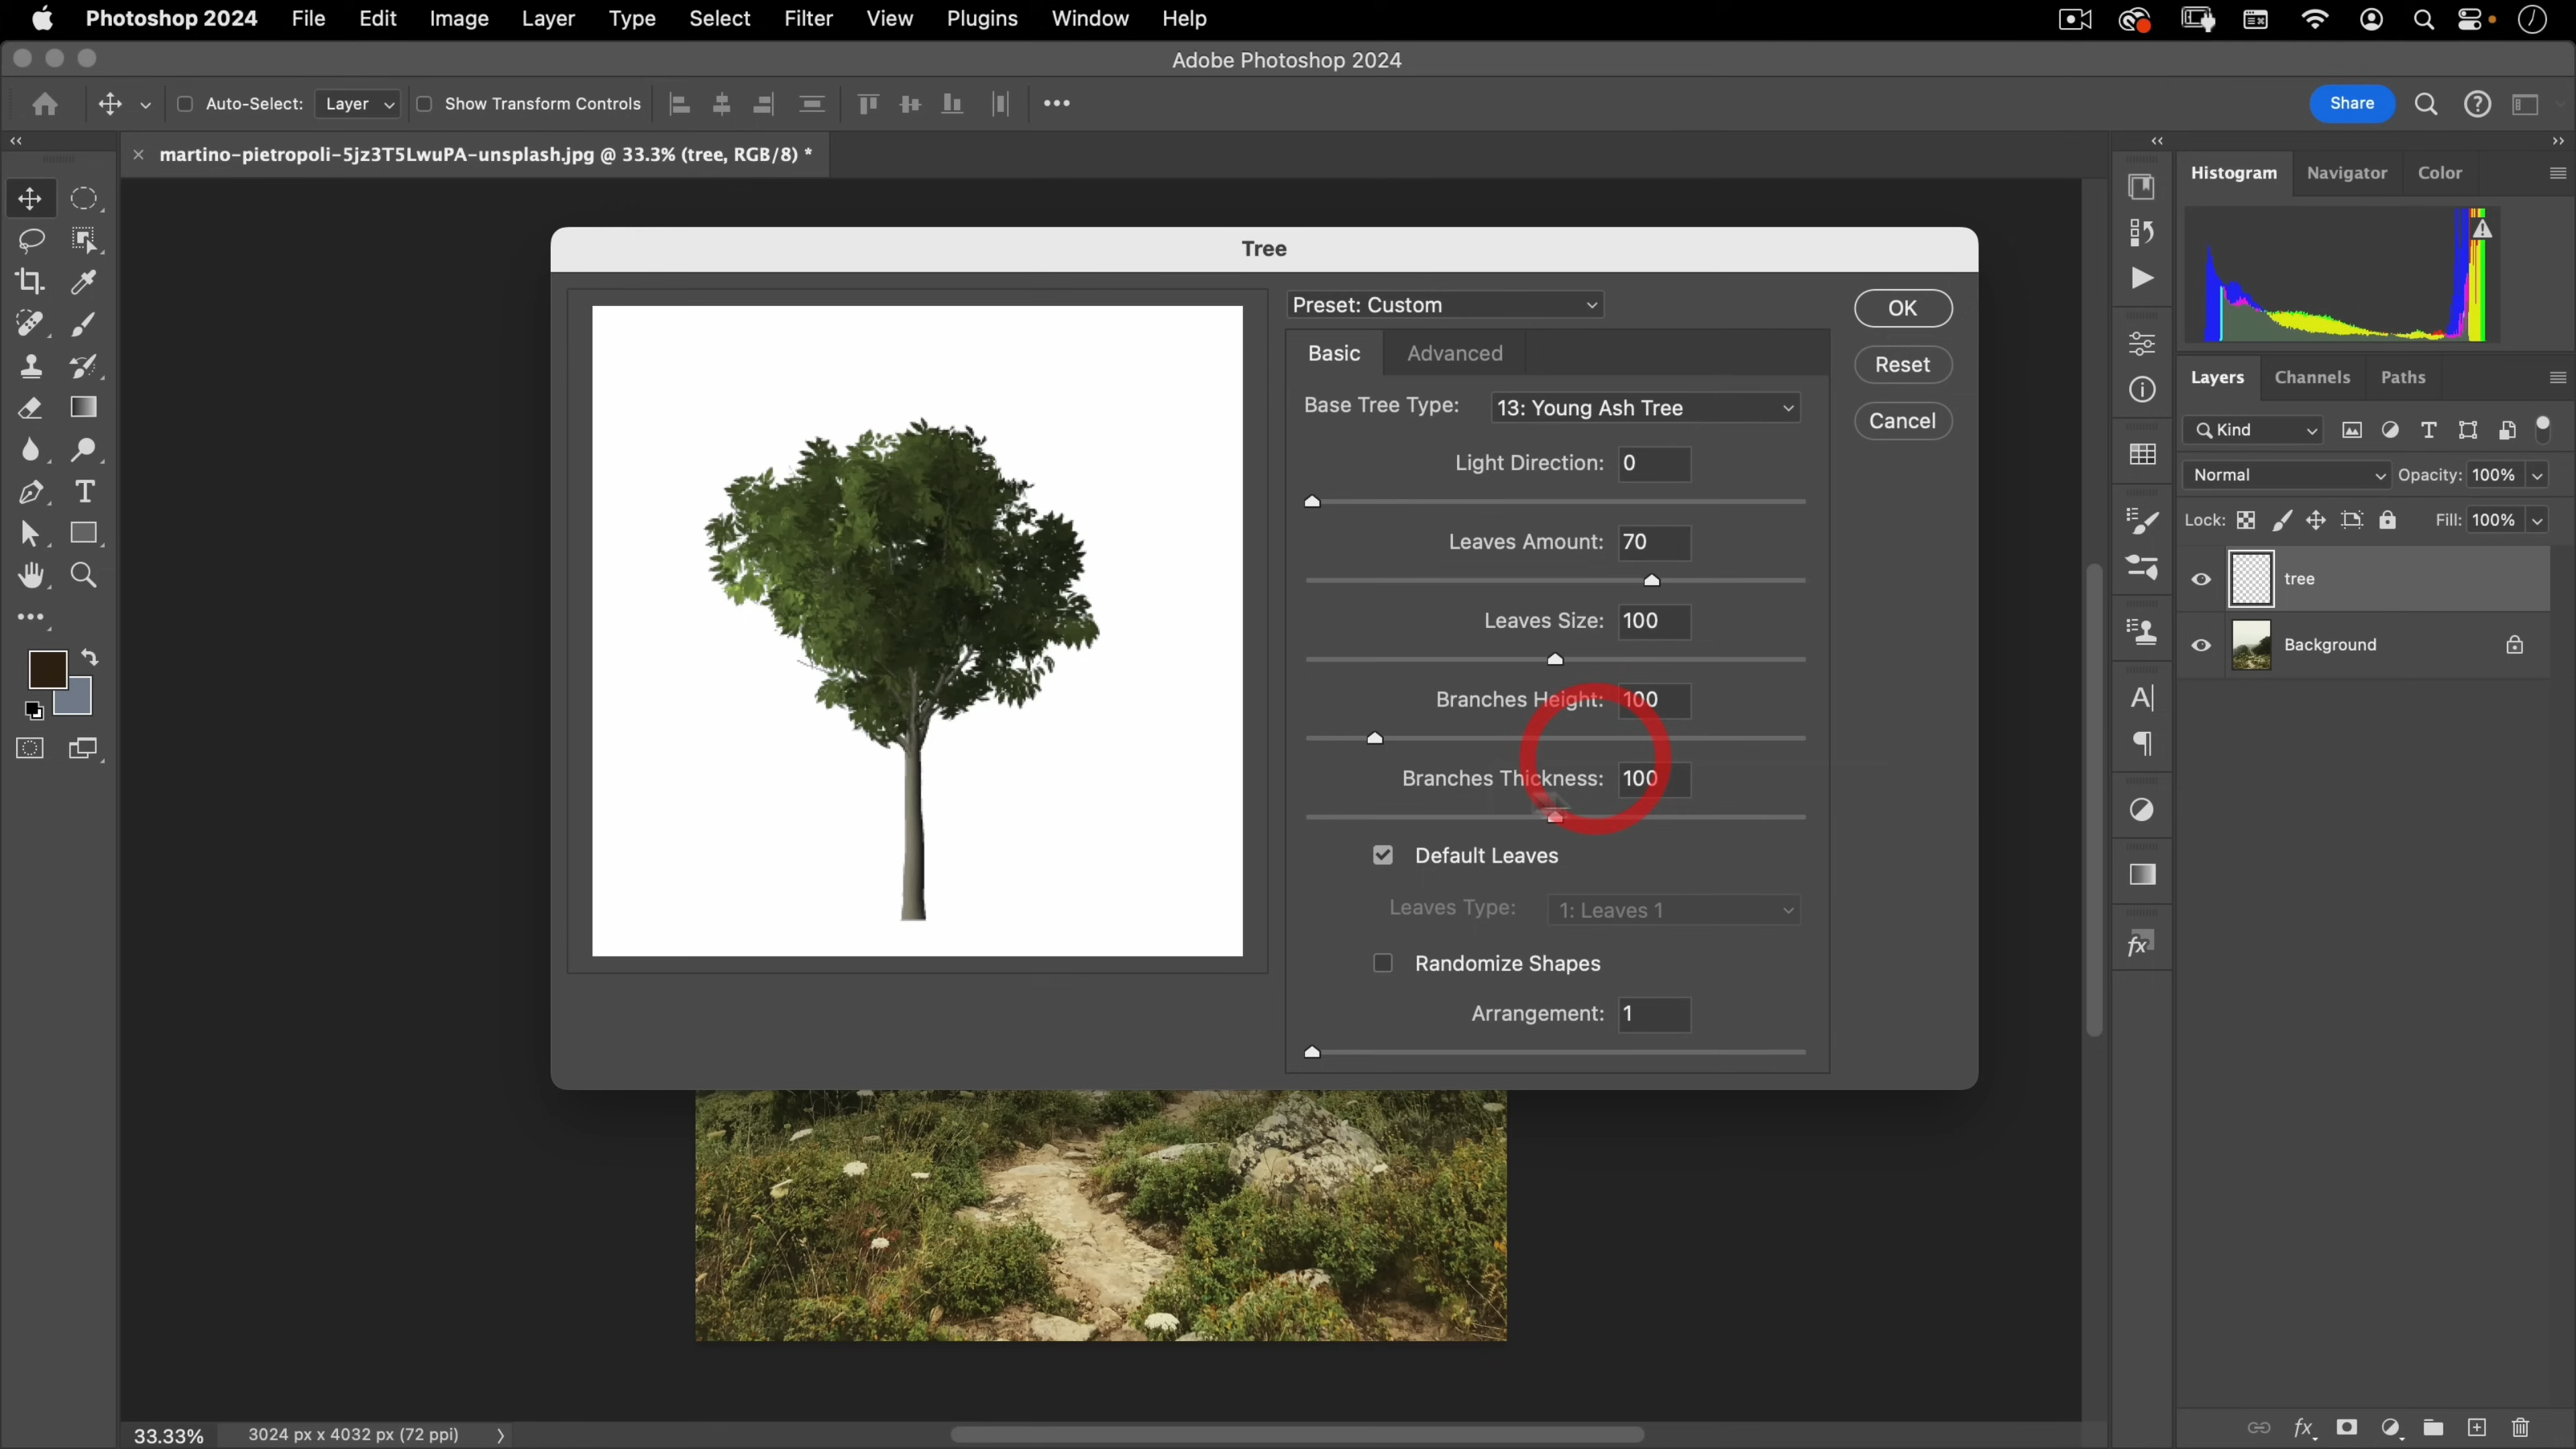 Photoshop 2024 File Edit Image Layer Type Select Filter View Plugins Window Help
Adobe Photoshop 2024
Auto-Select: Layer Show Transform Controls Share
martino-pietropoli-5jz3T5LwuPA-unsplash.jpg @ 33.3% (tree, RGB/8) *
Histogram Navigator Color
Tree
Preset: Custom
OK
Basic Advanced
Reset
Base Tree Type: 13: Young Ash Tree
Cancel
Light Direction: 0
Leaves Amount: 70
Leaves Size: 100
Branches Height: 100
Branches Thickness: 100
Default Leaves
Leaves Type: 1: Leaves 1
Randomize Shapes
Arrangement: 1
Layers Channels Paths
Kind
Normal Opacity: 100%
Lock: Fill: 100%
tree
Background
33.33% 3024 px x 4032 px (72 ppi)